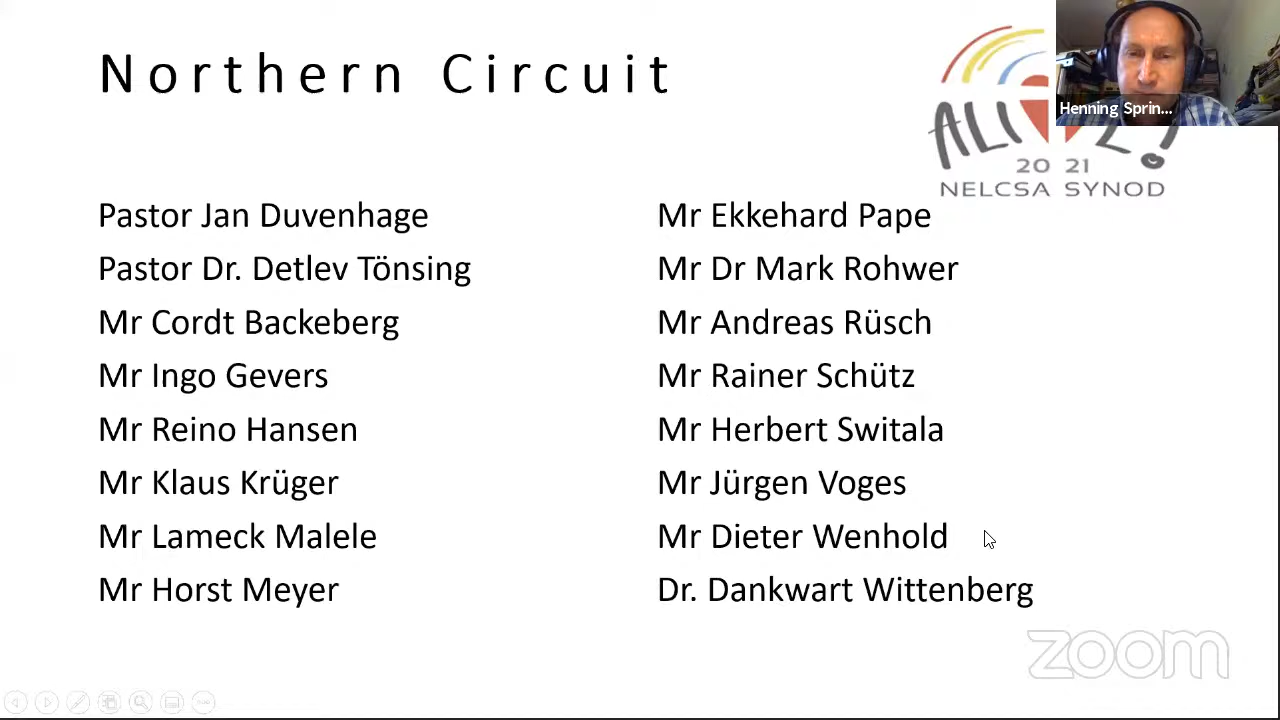 Northern Circuit
Henning Sprin...
ALIVE!
20 21
NELCSA SYNOD
Pastor Jan Duvenhage
Pastor Dr. Detlev Tönsing
Mr Cordt Backeberg
Mr Ingo Gevers
Mr Reino Hansen
Mr Klaus Krüger
Mr Lameck Malele
Mr Horst Meyer
Mr Ekkehard Pape
Mr Dr Mark Rohwer
Mr Andreas Rüsch
Mr Rainer Schütz
Mr Herbert Switala
Mr Jürgen Voges
Mr Dieter Wenhold
Dr. Dankwart Wittenberg
zoom